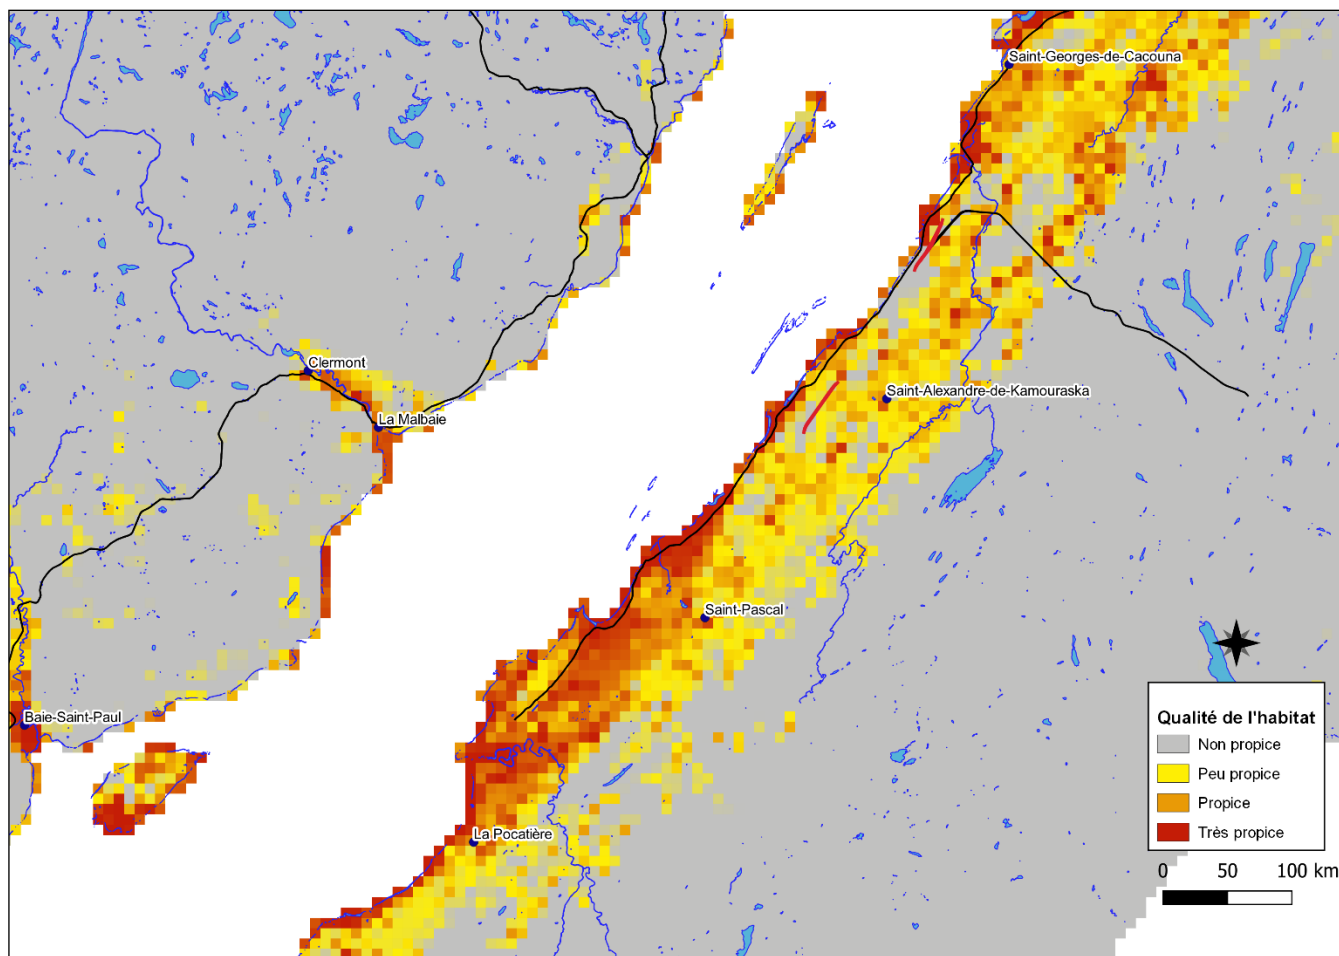 Saint-Georges-de-Cacouna
Clermont
La Malbaie
Saint-Alexandre-de-Kamouraska
Saint-Pascal
Baie-Saint-Paul
La Pocatière
Qualité de l'habitat
Non propice
Peu propice
Propice
Très propice
0 50 100 km